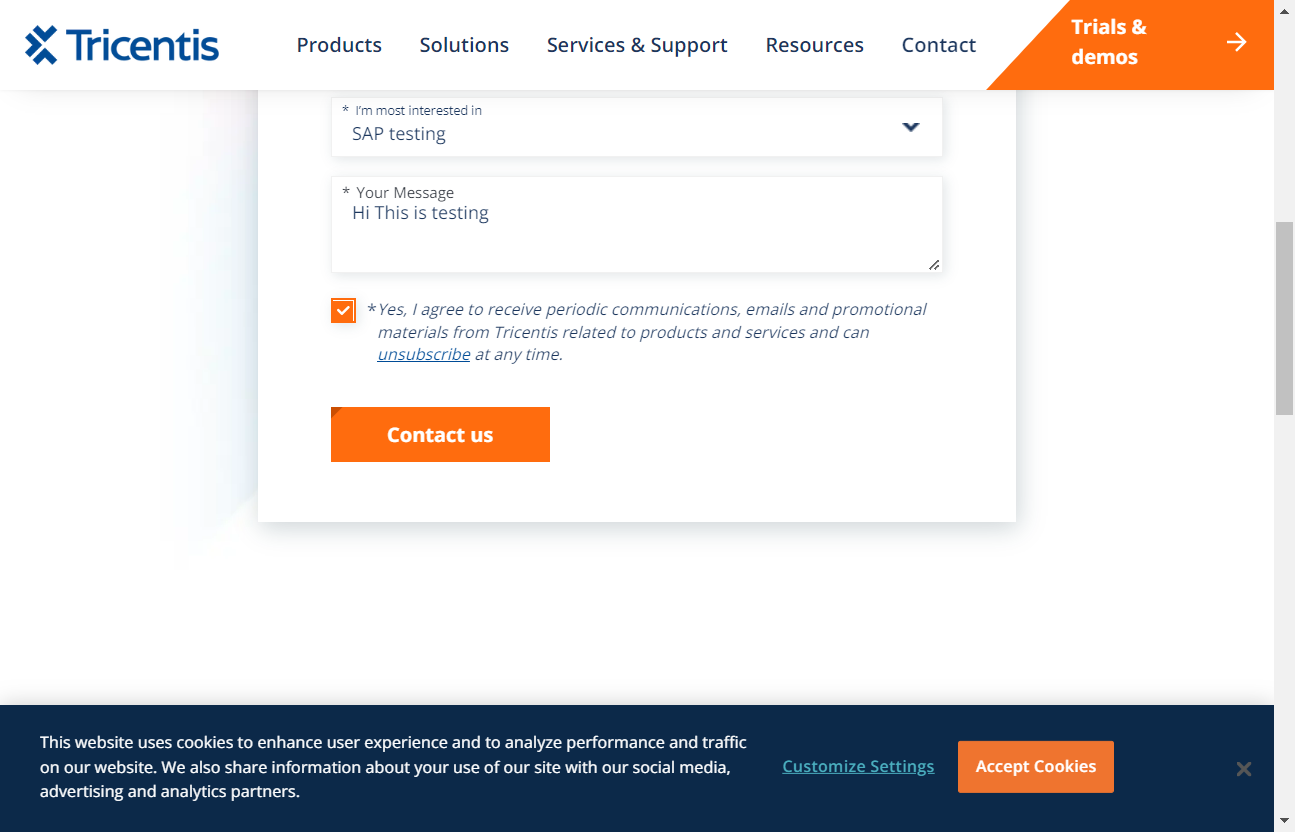 Tricentis
Products Solutions Services & Support Resources Contact
Trials &
demos
* I'm most interested in
SAP testing
* Your Message
Hi This is testing
*Yes, I agree to receive periodic communications, emails and promotional
materials from Tricentis related to products and services and can
unsubscribe at any time.
Contact us
This website uses cookies to enhance user experience and to analyze performance and traffic
on our website. We also share information about your use of our site with our social media,
advertising and analytics partners.
Customize Settings
Accept Cookies